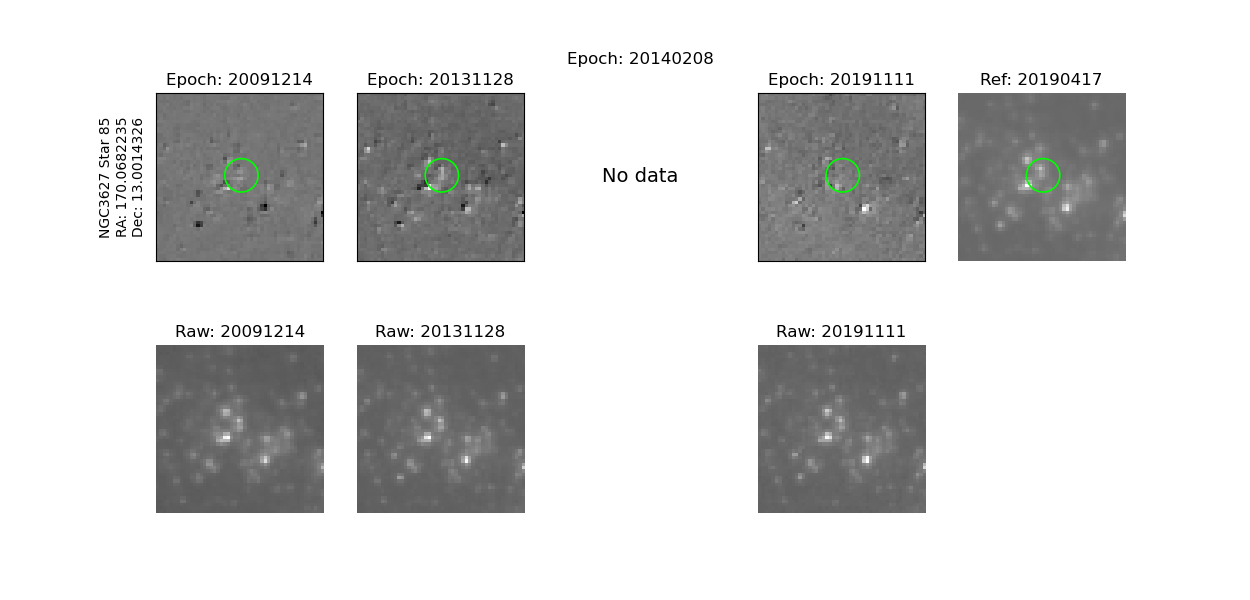 Epoch: 20140208
Epoch: 20091214
Epoch: 20131128
Epoch: 20191111
Ref: 20190417
NGC3627 Star 85
RA: 170.0682235
Dec: 13.0014326
No data
Raw: 20091214
Raw: 20131128
Raw: 20191111